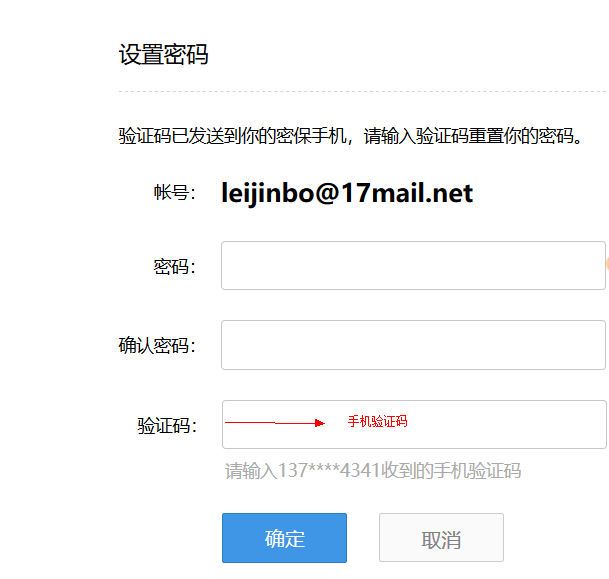 设置密码
验证码已发送到你的密保手机，请输入验证码重置你的密码。
帐号： leijinbo@17mail.net
密码：
确认密码：
验证码： 手机验证码
请输入137****4341收到的手机验证码
确定 取消